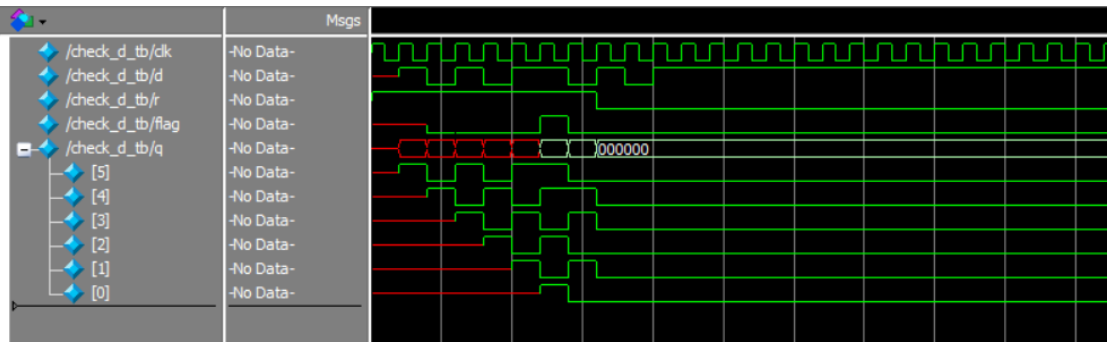 Msgs
/check_d_tb/clk -No Data-
/check_d_tb/d -No Data-
/check_d_tb/r -No Data-
/check_d_tb/flag -No Data-
/check_d_tb/q -No Data- 000000
[5] -No Data-
[4] -No Data-
[3] -No Data-
[2] -No Data-
[1] -No Data-
[0] -No Data-